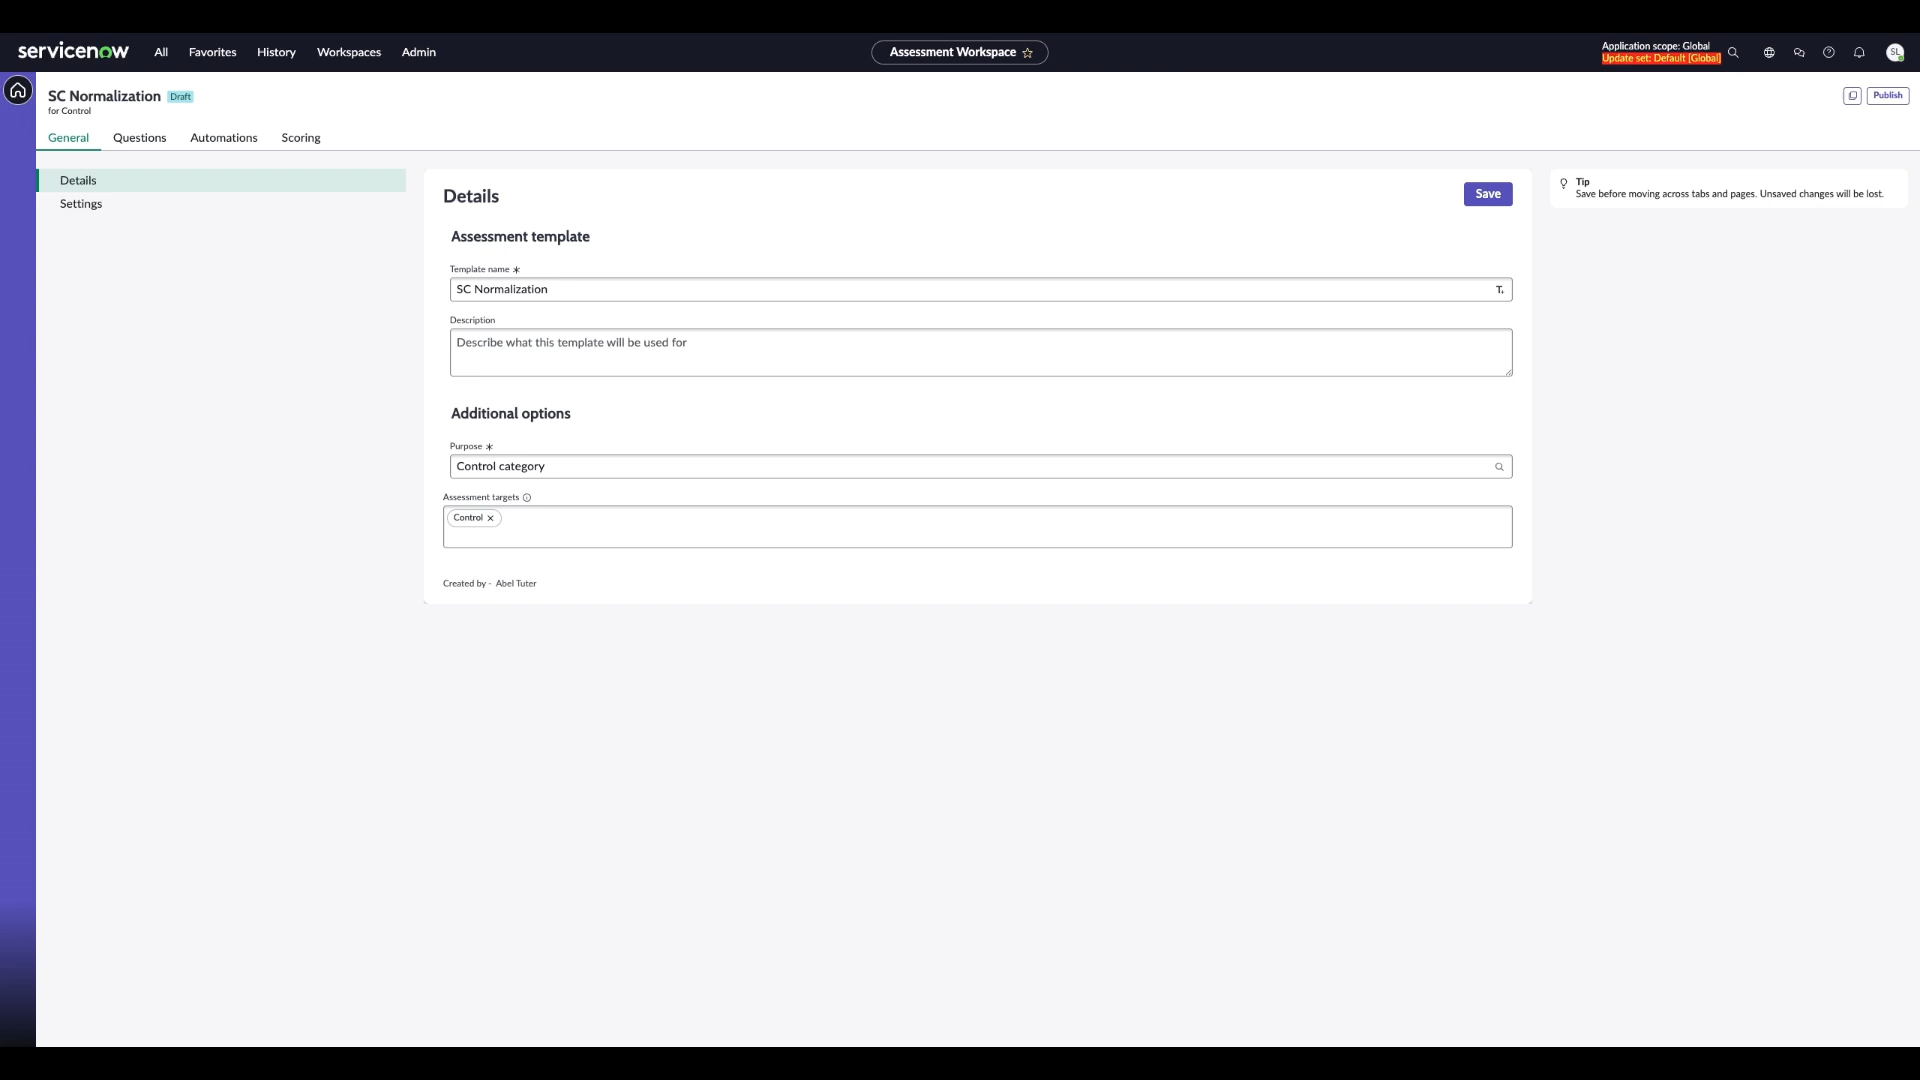 servicenow All Favorites History Workspaces Admin Assessment Workspace Application scope: Global
Update set: Default [Global]
SL
SC Normalization Draft
for Control
Publish
General Questions Automations Scoring
Details
Settings
Details
Save
Assessment template
Template name *
SC Normalization
Description
Describe what this template will be used for
Additional options
Purpose *
Control category
Assessment targets
Control
Created by - Abel Tuter
Tip
Save before moving across tabs and pages. Unsaved changes will be lost.